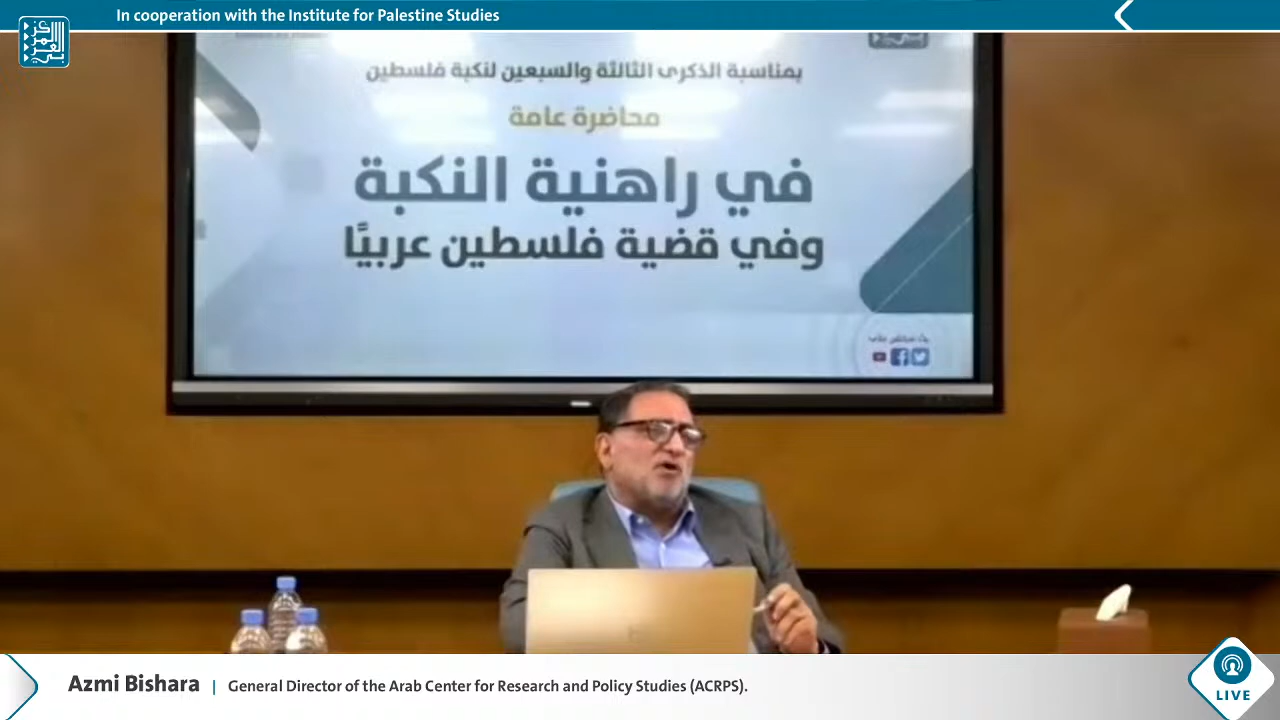 In cooperation with the Institute for Palestine Studies
بمناسبة الذكرى الثالثة والسبعين لنكبة فلسطين
محاضرة عامة
في راهنية النكبة
وفي قضية فلسطين عربيًا
Azmi Bishara | General Director of the Arab Center for Research and Policy Studies (ACRPS).
LIVE